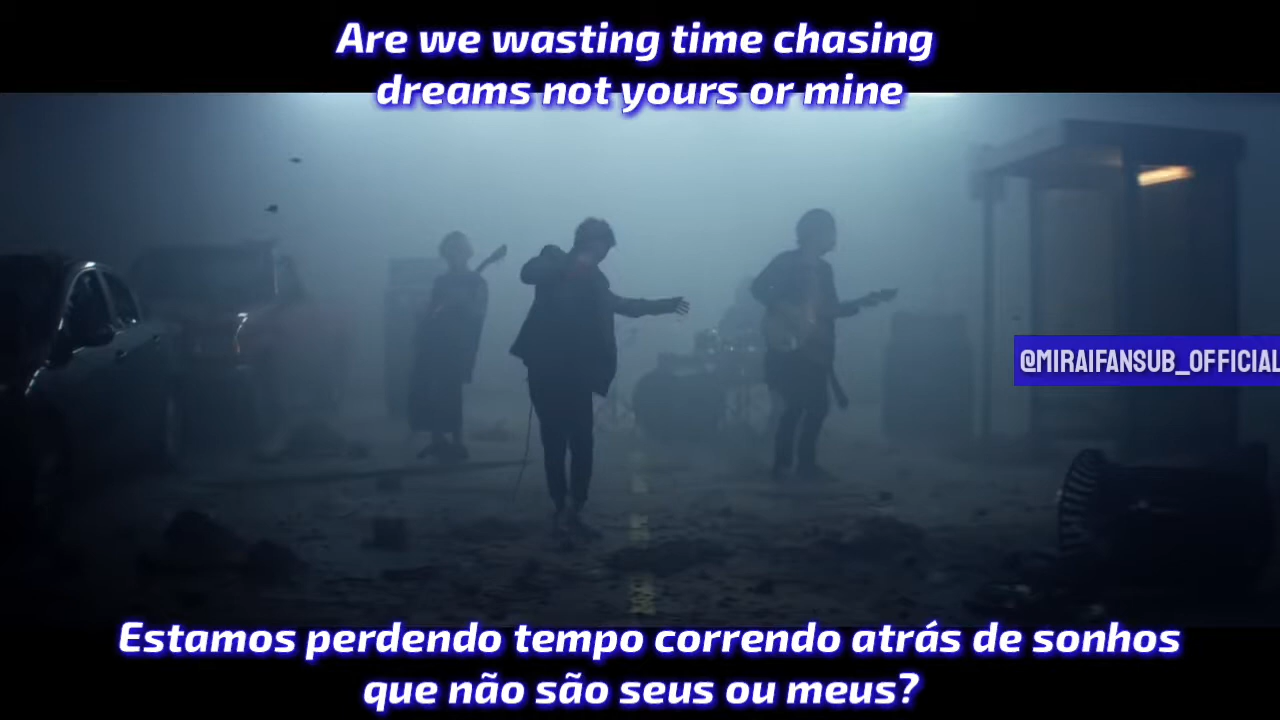 Are we wasting time chasing
dreams not yours or mine
@MIRAIFANSUB_OFFICIAL
Estamos perdendo tempo correndo atrás de sonhos
que não são seus ou meus?